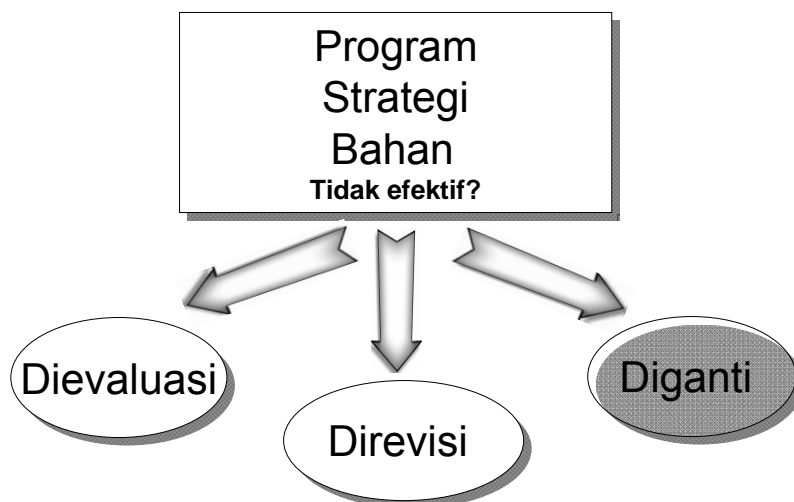 Program
Strategi
Bahan
Tidak efektif?
Dievaluasi
Direvisi
Diganti